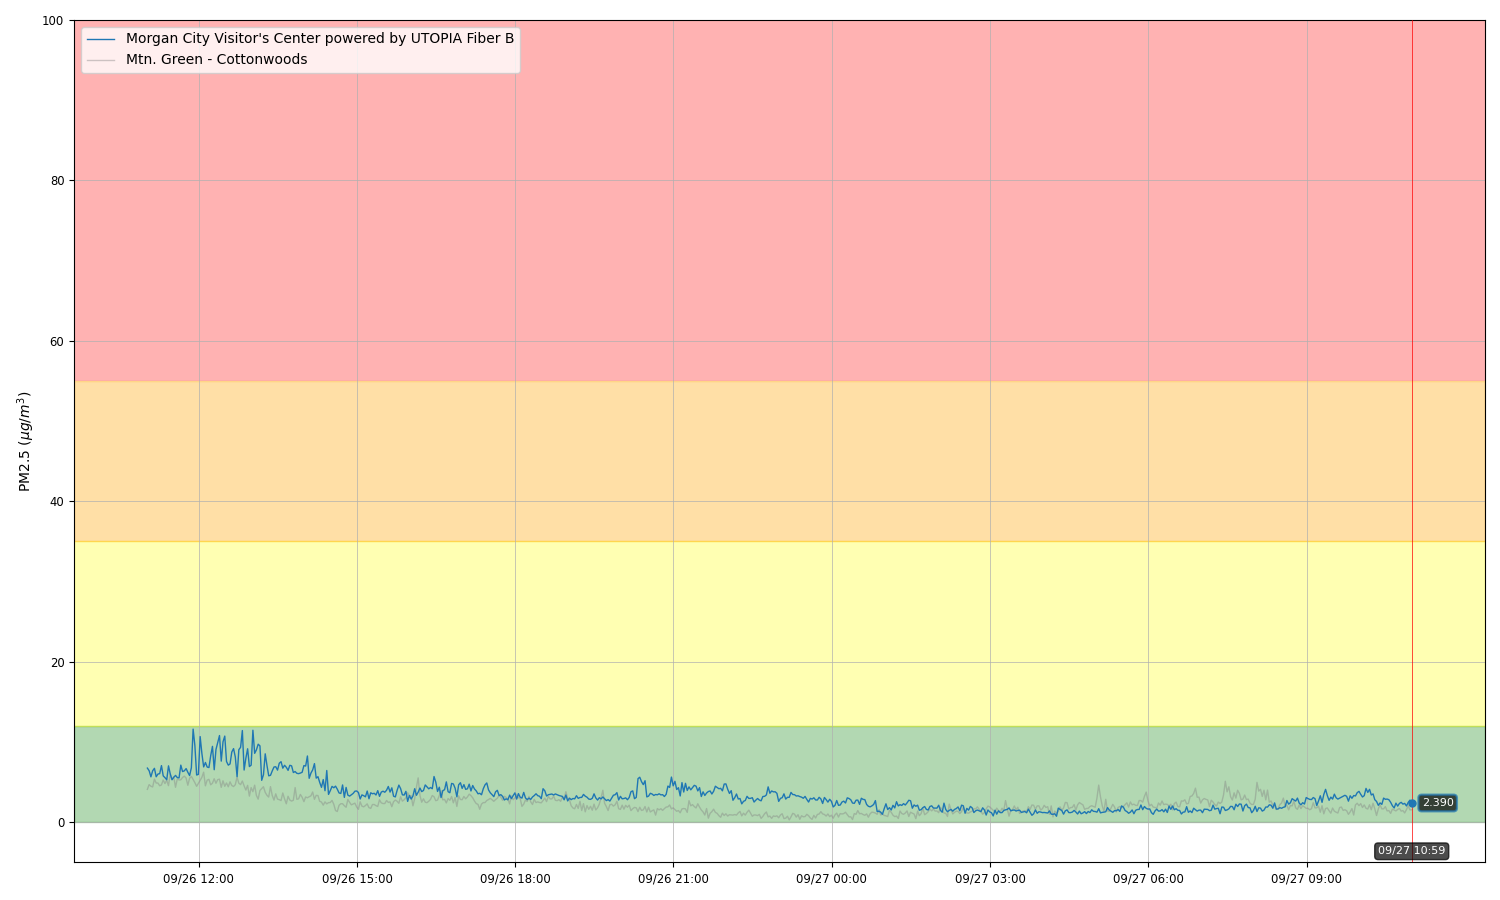 100
Morgan City Visitor's Center powered by UTOPIA Fiber B
Mtn. Green - Cottonwoods
80
60
PM2.5 (μg/m³)
40
20
2.390
0
09/27 10:59
09/26 12:00 09/26 15:00 09/26 18:00 09/26 21:00 09/27 00:00 09/27 03:00 09/27 06:00 09/27 09:00